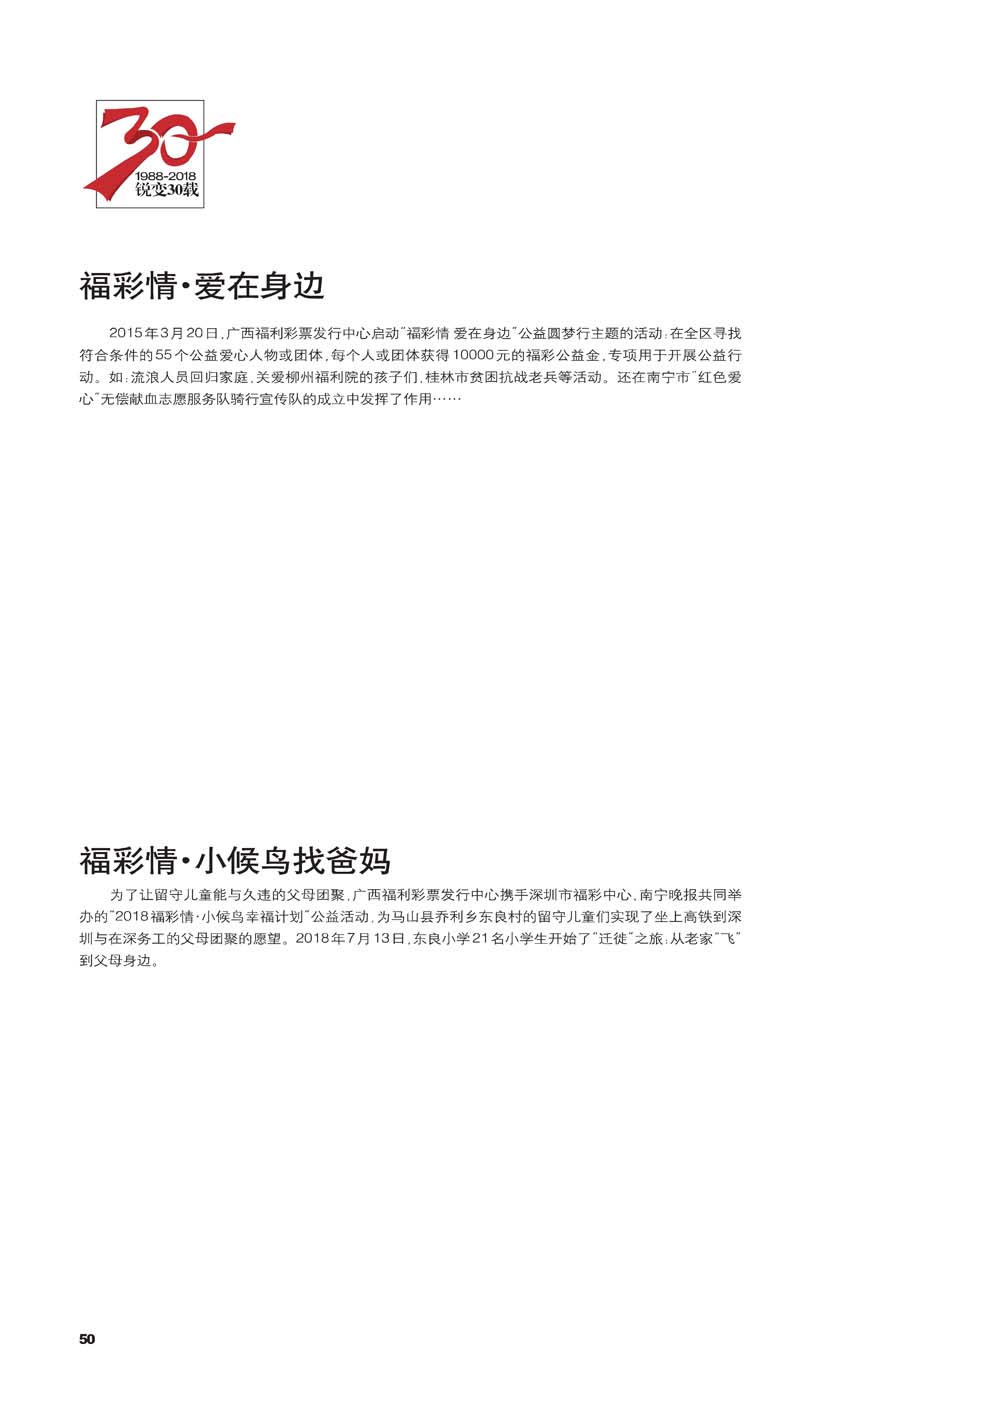 30
1988-2018
锐变30载
福彩情·爱在身边
2015年3月20日,广西福利彩票发行中心启动“福彩情 爱在身边”公益圆梦行主题的活动:在全区寻找
符合条件的55个公益爱心人物或团体,每个人或团体获得10000元的福彩公益金,专项用于开展公益行
动。如:流浪人员回归家庭,关爱柳州福利院的孩子们,桂林市贫困抗战老兵等活动。还在南宁市“红色爱
心”无偿献血志愿服务队骑行宣传队的成立中发挥了作用……
福彩情·小候鸟找爸妈
为了让留守儿童能与久违的父母团聚,广西福利彩票发行中心携手深圳市福彩中心、南宁晚报共同举
办的“2018福彩情·小候鸟幸福计划”公益活动,为马山县乔利乡东良村的留守儿童们实现了坐上高铁到深
圳与在深务工的父母团聚的愿望。2018年7月13日,东良小学21名小学生开始了“迁徙”之旅:从老家“飞”
到父母身边。
50